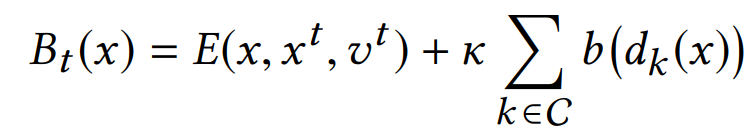 B_t(x) = E(x, x^t, v^t) + κ ∑_{k∈C} b(d_k(x))